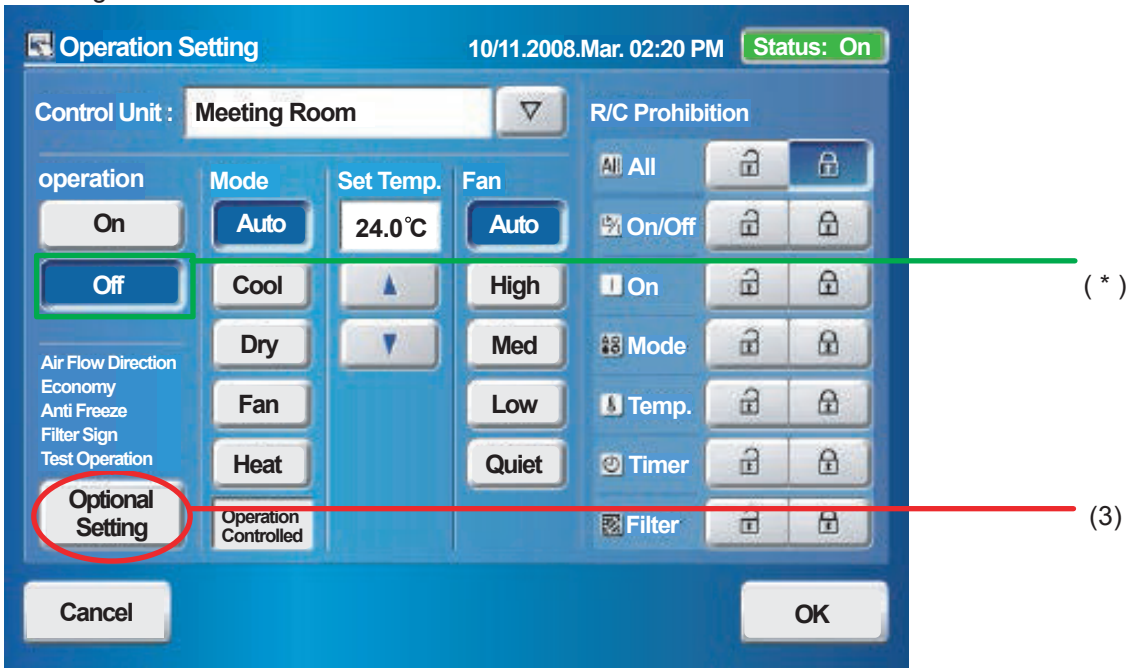 Operation Setting 10/11.2008.Mar. 02:20 PM Status: On
Control Unit : Meeting Room
R/C Prohibition
operation
On
Off
Air Flow Direction
Economy
Anti Freeze
Filter Sign
Test Operation
Optional
Setting
Mode
Auto
Cool
Dry
Fan
Heat
Operation
Controlled
Set Temp.
24.0°C
Fan
Auto
High
Med
Low
Quiet
All All
On/Off
On
Mode
Temp.
Timer
Filter
( * )
(3)
Cancel
OK